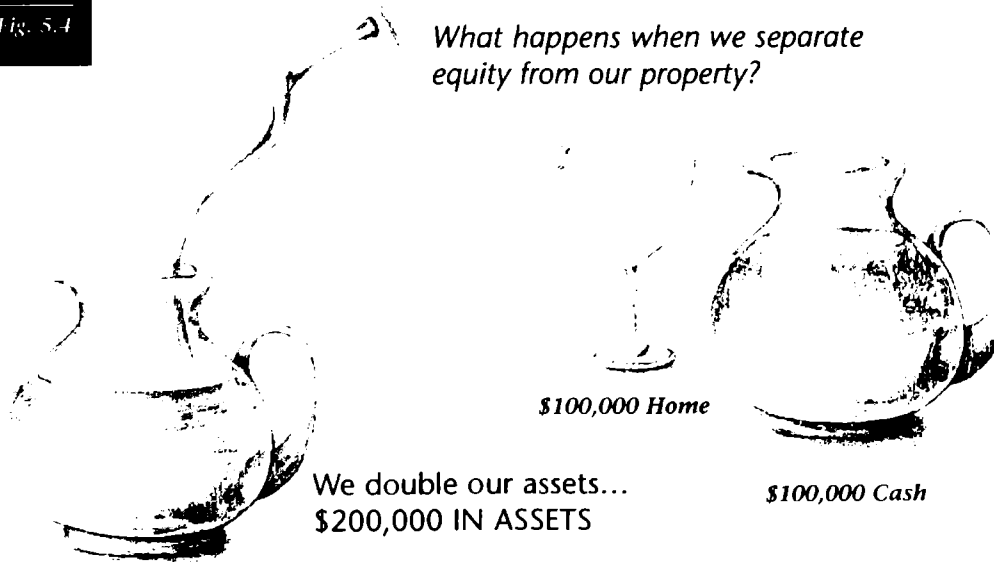 Fig. 5.4
What happens when we separate
equity from our property?
$100,000 Home
$100,000 Cash
We double our assets...
$200,000 IN ASSETS